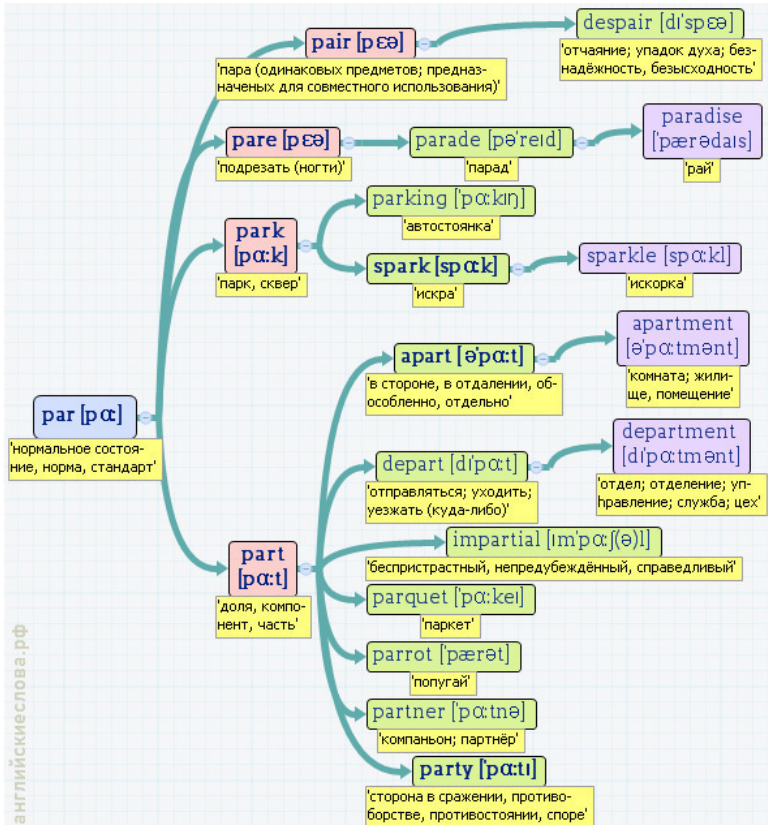 pair [pɛə]
'пара (одинаковых предметов; предназ-
наченых для совместного использования)'
despair [dɪ'spɛə]
'отчаяние; упадок духа; без-
надёжность, безысходность'
pare [pɛə]
'подрезать (ногти)'
parade [pə'reɪd]
'парад'
paradise
['pærədaɪs]
'рай'
park
[pɑ:k]
'парк, сквер'
parking ['pɑ:kɪŋ]
'автостоянка'
spark [spɑ:k]
'искра'
sparkle [spɑ:kl]
'искорка'
par [pɑ:]
'нормальное состоя-
ние, норма, стандарт'
part
[pɑ:t]
'доля, компо-
нент, часть'
apart [ə'pɑ:t]
'в стороне, в отдалении, об-
особленно, отдельно'
apartment
[ə'pɑ:tmənt]
'комната; жили-
ще, помещение'
depart [dɪ'pɑ:t]
'отправляться; уходить;
уезжать (куда-либо)'
department
[dɪ'pɑ:tmənt]
'отдел; отделение; уп-
hравление; служба; цех'
impartial [ɪm'pɑ:ʃ(ə)l]
'беспристрастный, непредубеждённый, справедливый'
parquet ['pɑ:keɪ]
'паркет'
parrot ['pærət]
'попугай'
partner ['pɑ:tnə]
'компаньон; партнёр'
party ['pɑ:tɪ]
'сторона в сражении, противо-
борстве, противостоянии, споре'
английскиеслова.рф